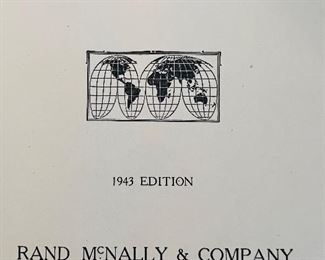 1943 EDITION
RAND McNALLY & COMPANY